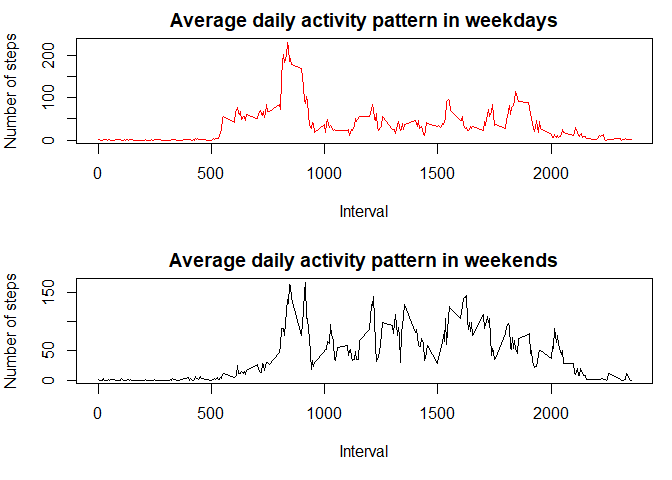 Average daily activity pattern in weekdays
Number of steps
200
100
0
0 500 1000 1500 2000
Interval
Average daily activity pattern in weekends
Number of steps
150
50
0
0 500 1000 1500 2000
Interval